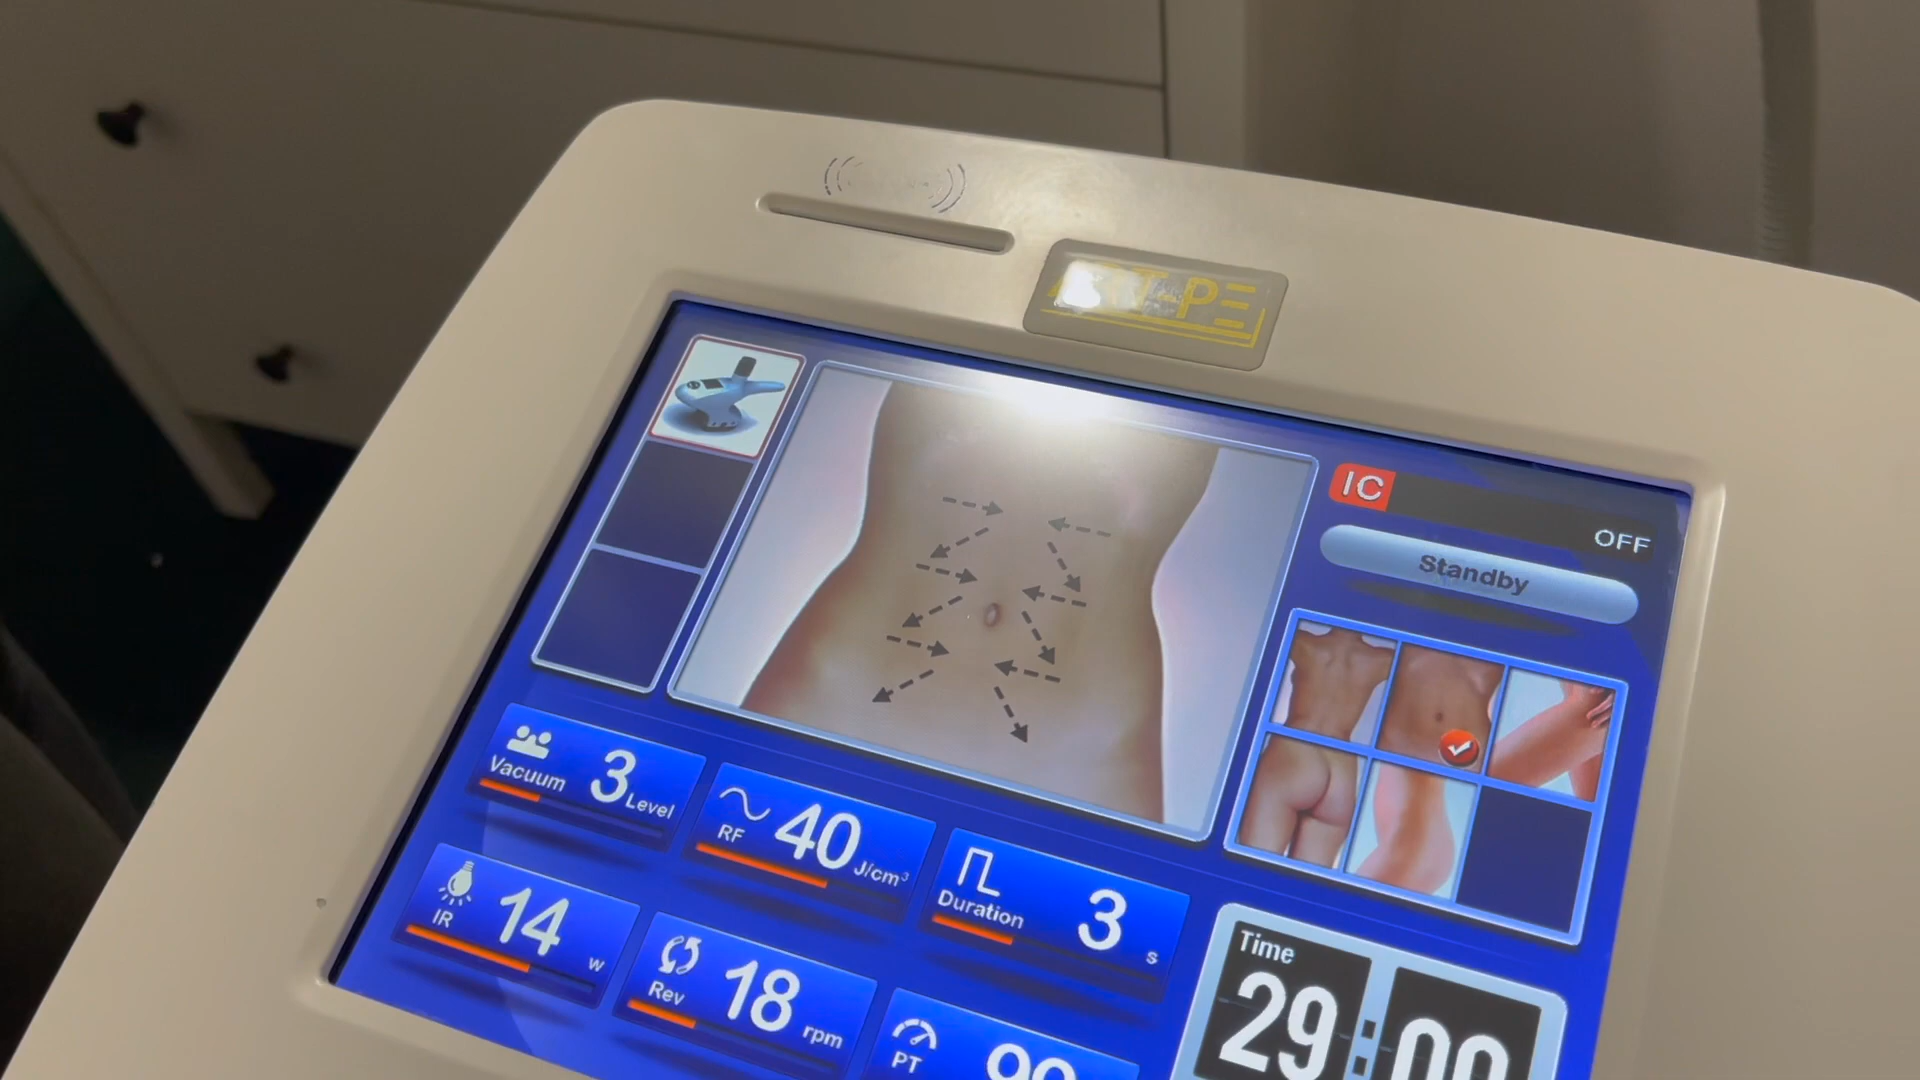 IC
OFF
Standby
Vacuum 3 Level
RF 40 J/cm³
Duration 3 s
IR 14 w
Rev 18 rpm
PT
Time
29:00